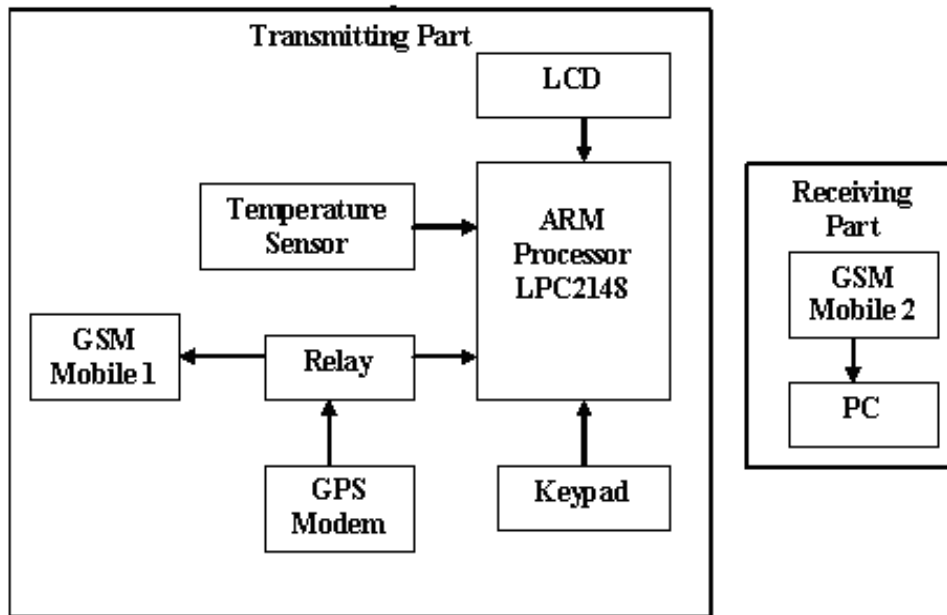 Transmitting Part
LCD
Temperature
Sensor
ARM
Processor
LPC2148
GSM
Mobile 1
Relay
GPS
Modem
Keypad
Receiving
Part
GSM
Mobile 2
PC